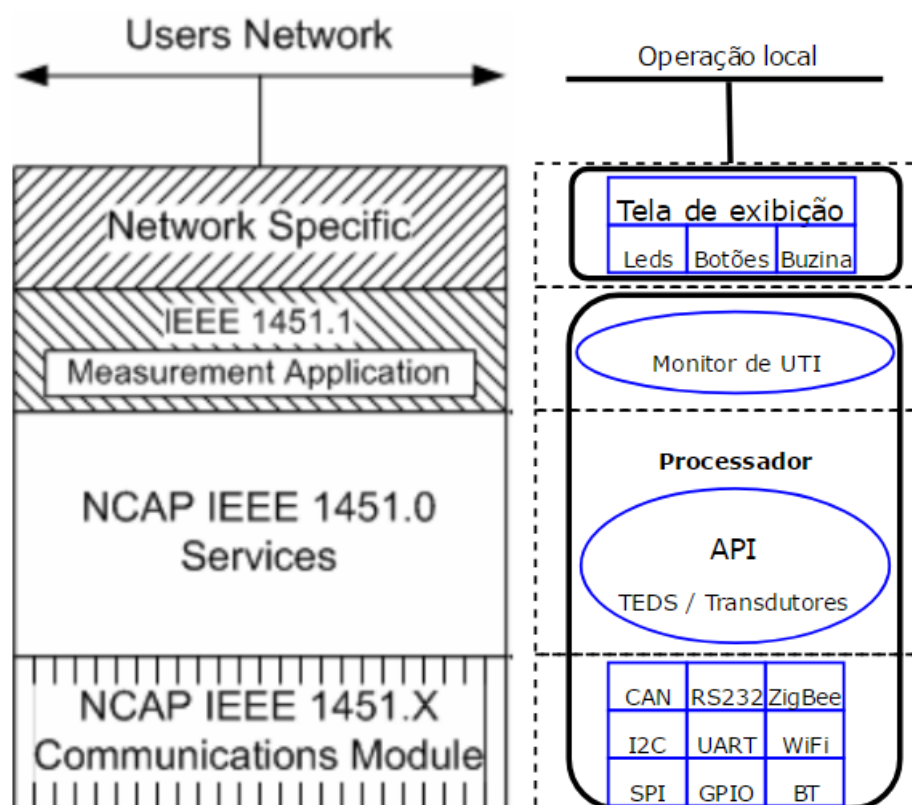 Users Network
Network Specific
IEEE 1451.1
Measurement Application
NCAP IEEE 1451.0
Services
NCAP IEEE 1451.X
Communications Module
Operação local
Tela de exibição
Leds Botões Buzina
Monitor de UTI
Processador
API
TEDS / Transdutores
CAN RS232 ZigBee
I2C UART WiFi
SPI GPIO BT